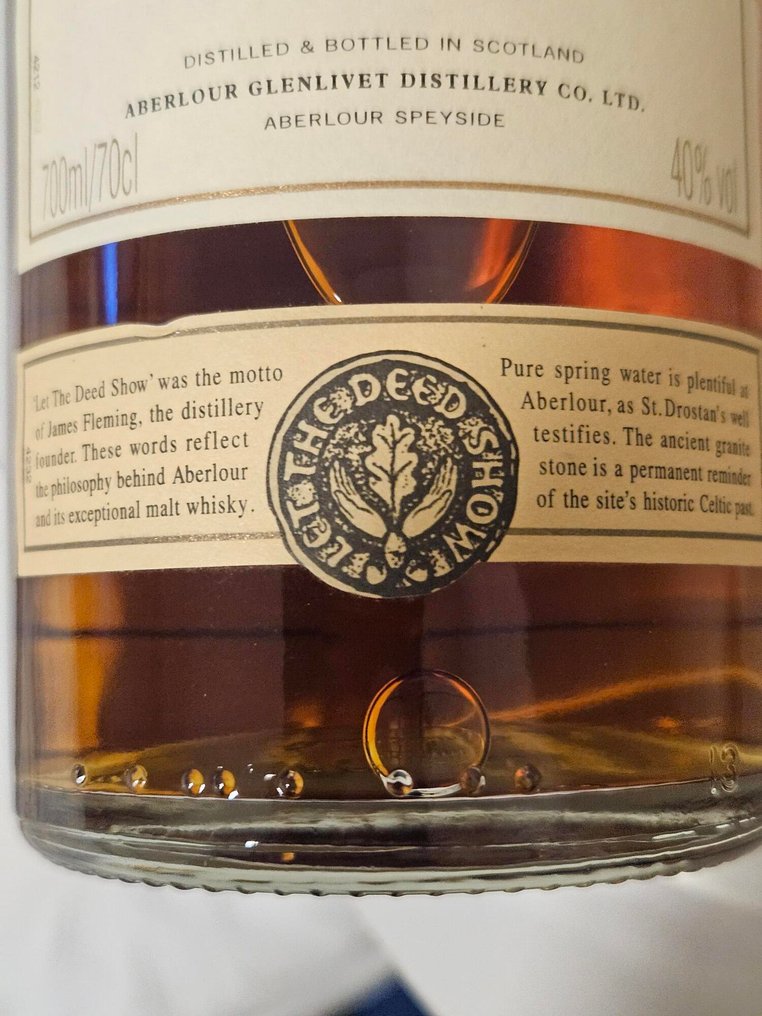 DISTILLED & BOTTLED IN SCOTLAND
ABERLOUR GLENLIVET DISTILLERY CO. LTD.
ABERLOUR SPEYSIDE
700ml/70cl
40% vol
'Let The Deed Show' was the motto
of James Fleming, the distillery
founder. These words reflect
the philosophy behind Aberlour
and its exceptional malt whisky.
LET THE DEED SHOW
Pure spring water is plentiful at
Aberlour, as St. Drostan's well
testifies. The ancient granite
stone is a permanent reminder
of the site's historic Celtic past.
13